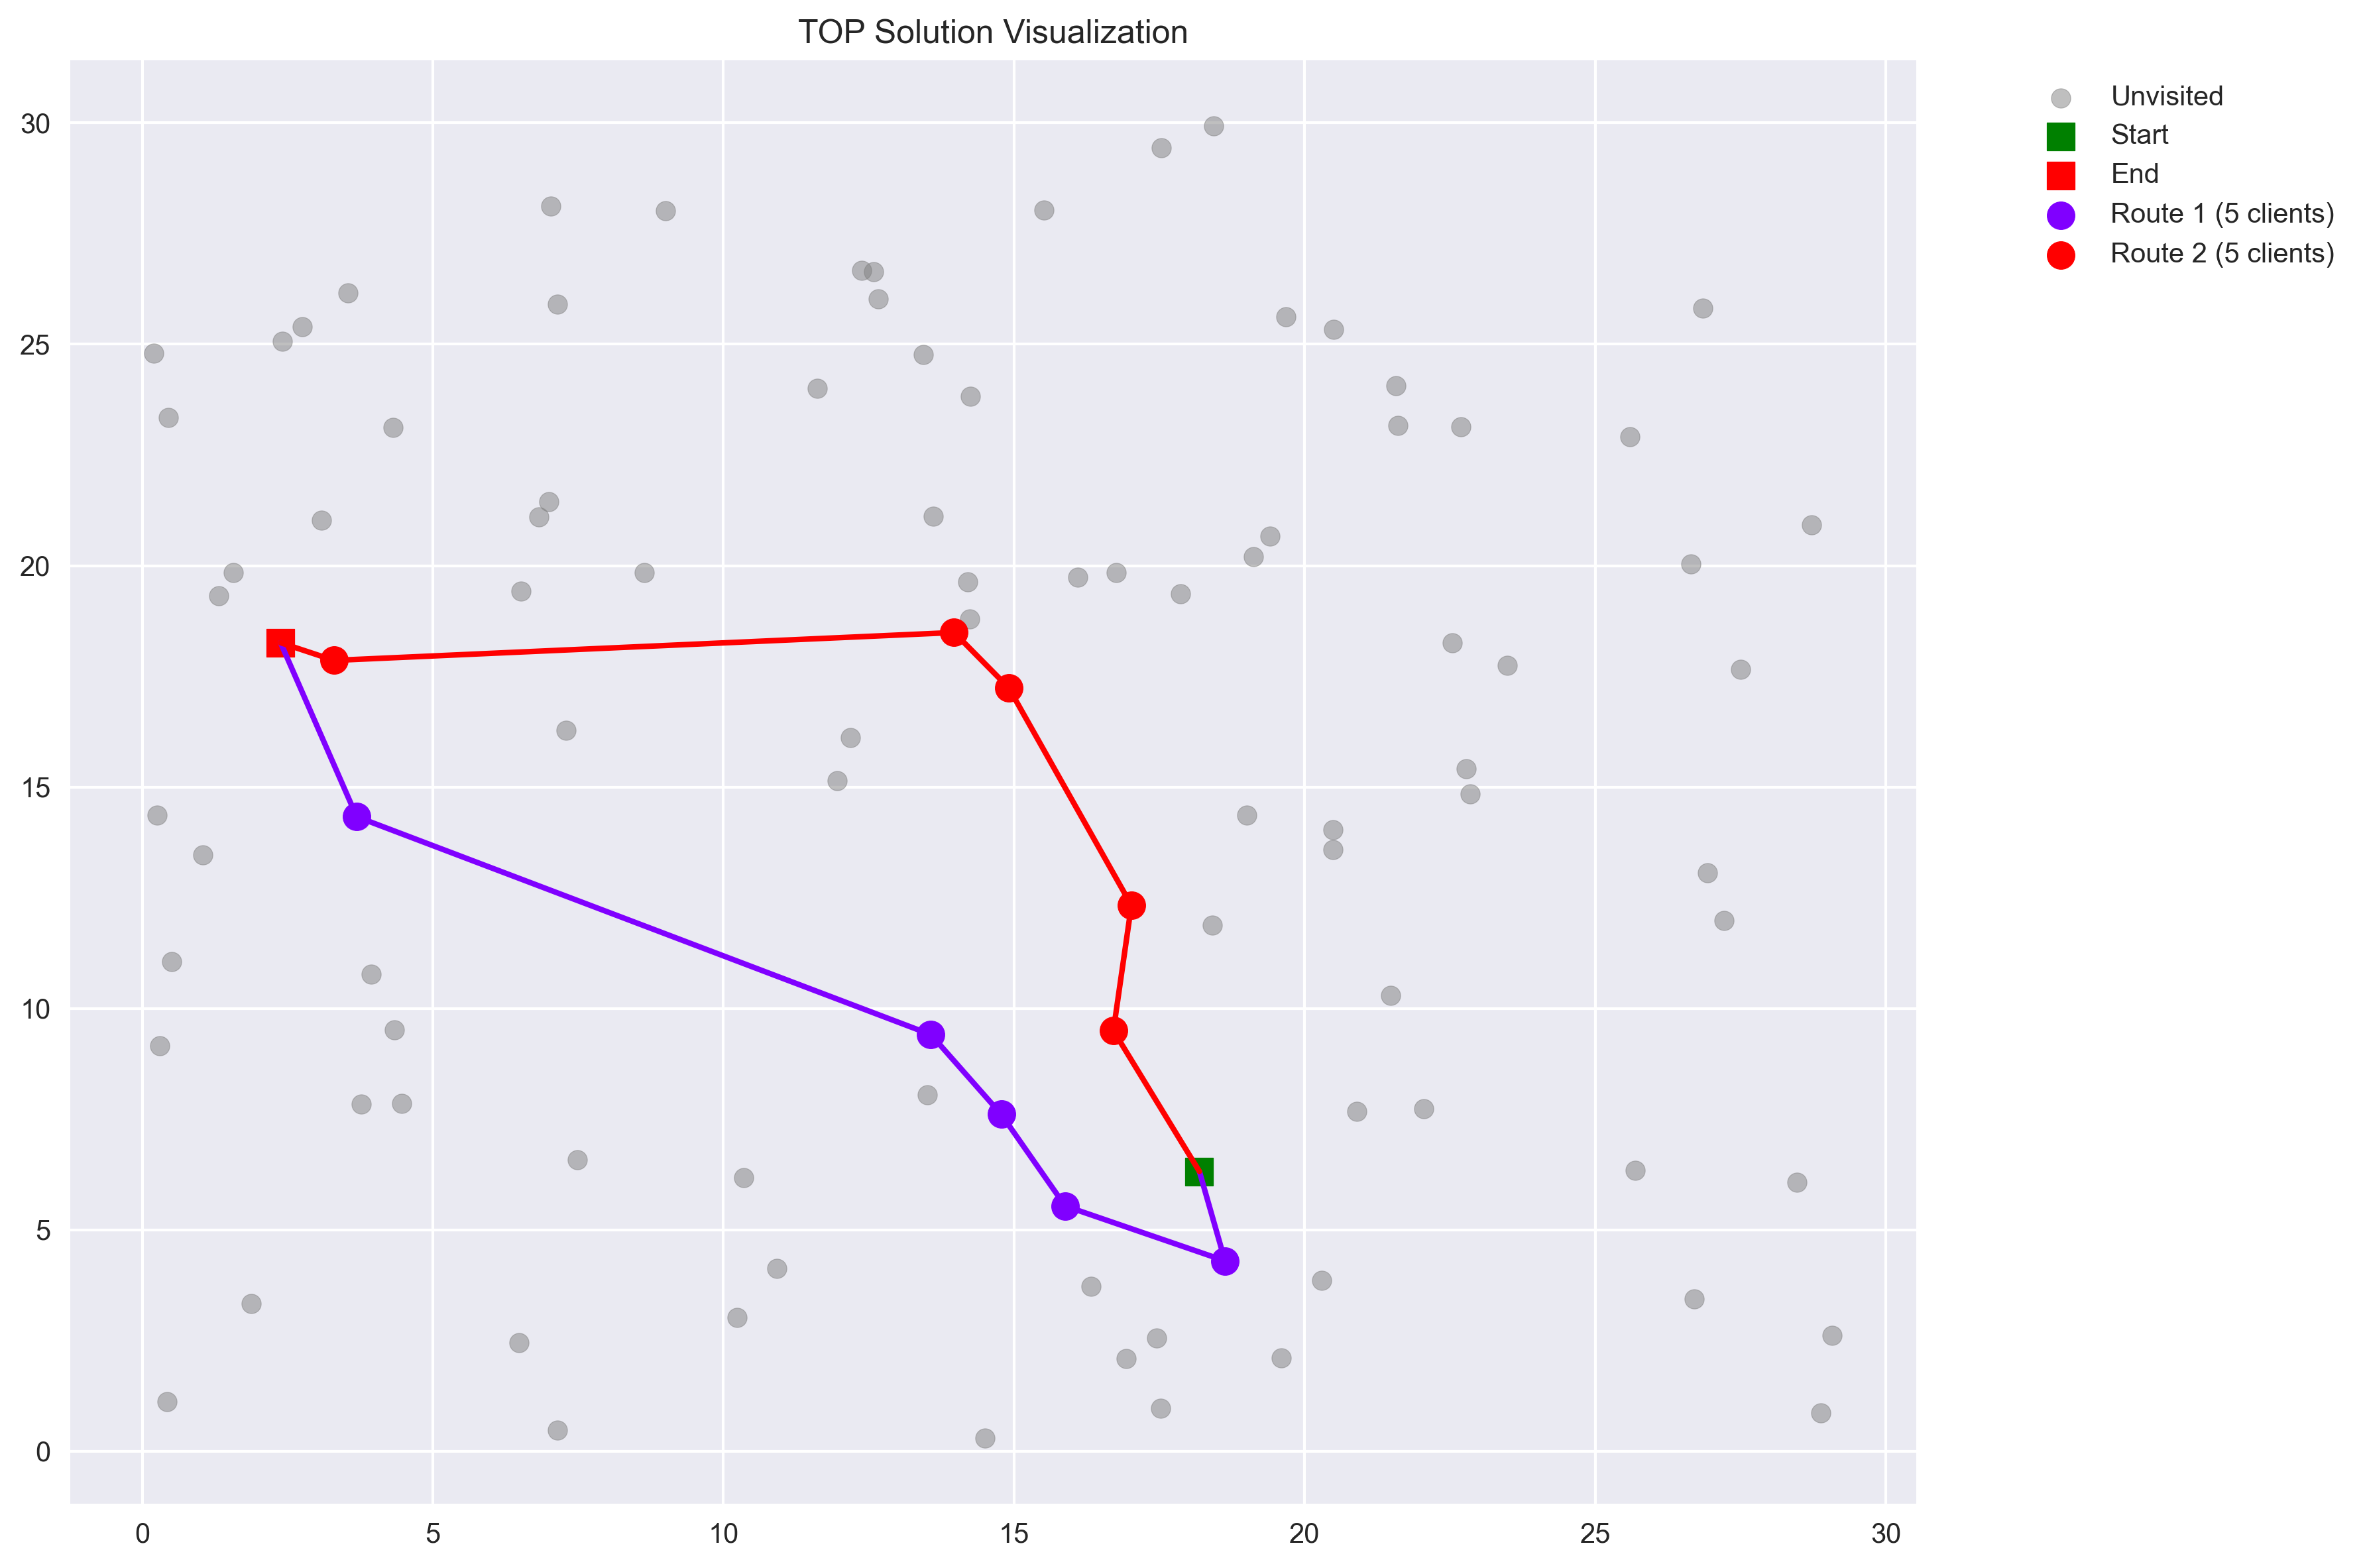 TOP Solution Visualization
Unvisited
Start
End
Route 1 (5 clients)
Route 2 (5 clients)
30
25
20
15
10
5
0
0 5 10 15 20 25 30